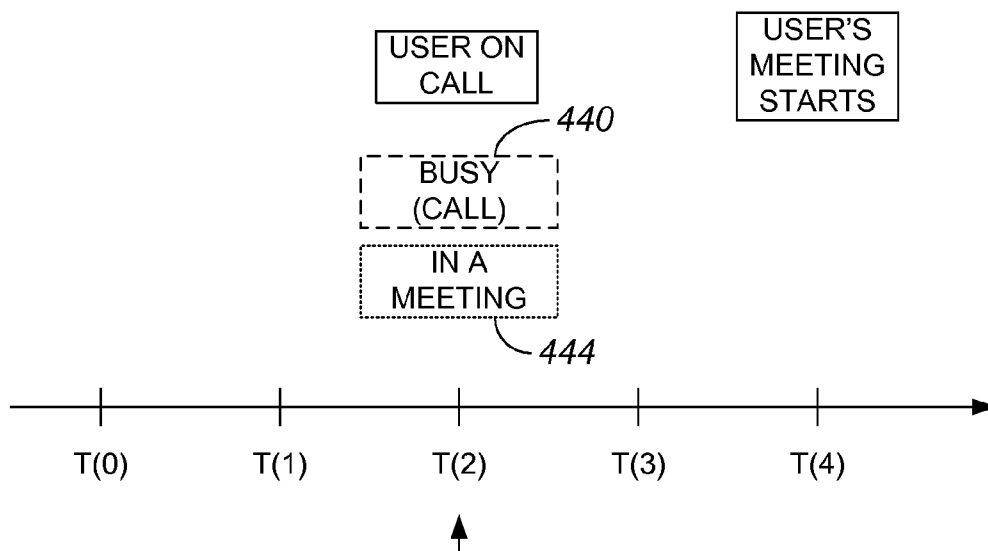 USER ON
CALL
USER'S
MEETING
STARTS
440
BUSY
(CALL)
IN A
MEETING
444
T(0) T(1) T(2) T(3) T(4)